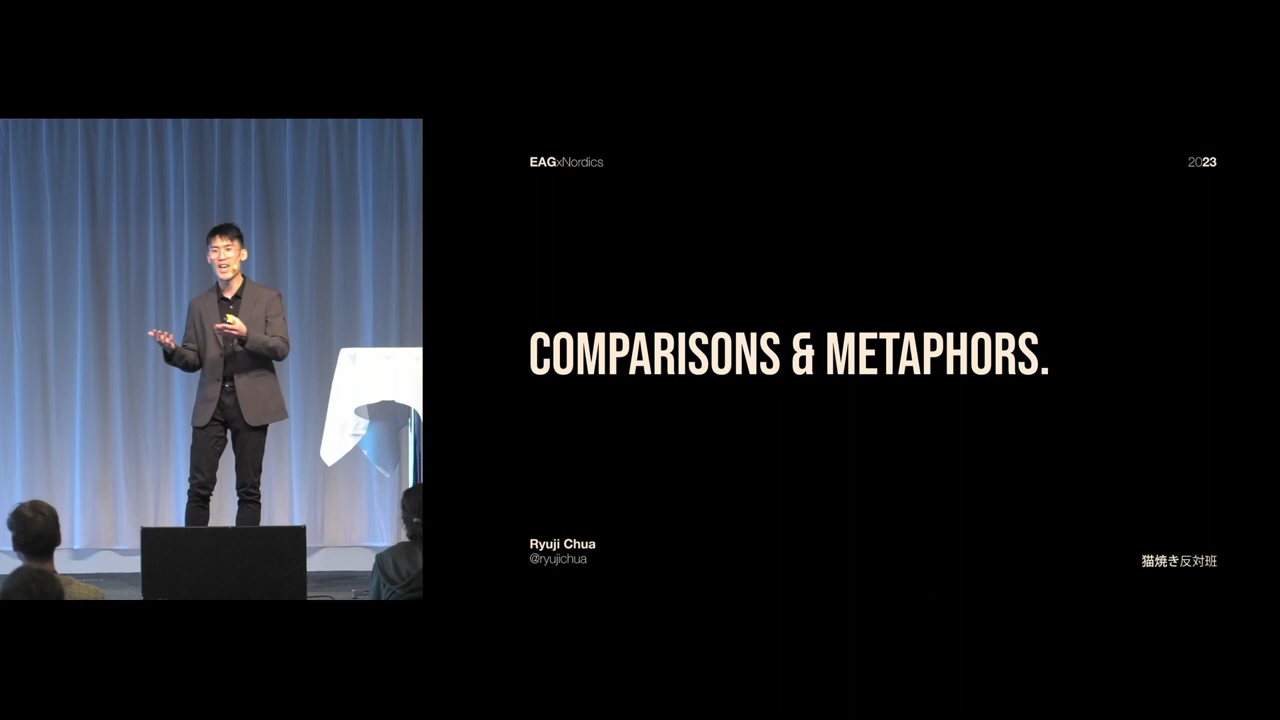 EAGxNordics
2023
COMPARISONS & METAPHORS.
Ryuji Chua
@ryujichua
猫焼き反対班